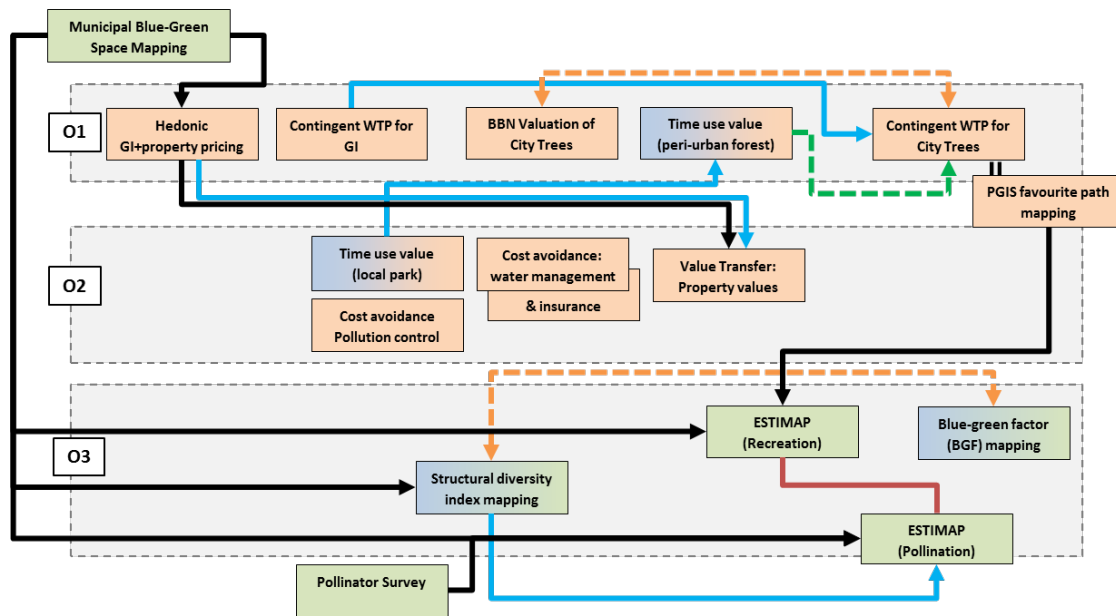 Municipal Blue-Green
Space Mapping
O1
Hedonic
GI+property pricing
Contingent WTP for
GI
BBN Valuation of
City Trees
Time use value
(peri-urban forest)
Contingent WTP for
City Trees
PGIS favourite path
mapping
O2
Time use value
(local park)
Cost avoidance:
water management
& insurance
Value Transfer:
Property values
Cost avoidance
Pollution control
O3
ESTIMAP
(Recreation)
Blue-green factor
(BGF) mapping
Structural diversity
index mapping
ESTIMAP
(Pollination)
Pollinator Survey